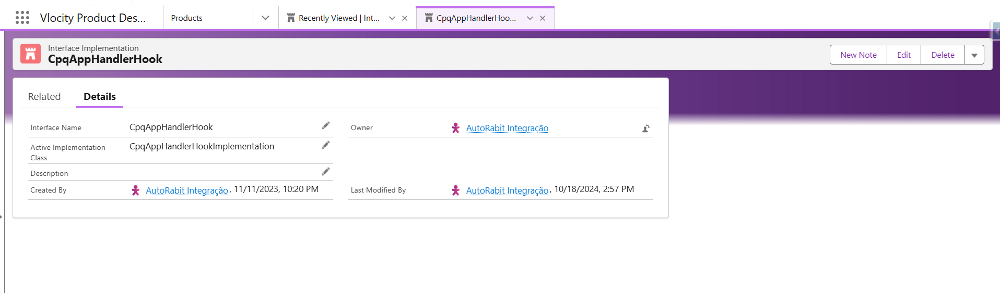 Vlocity Product Des...
Products
Recently Viewed | Int...
CpqAppHandlerHoo...
Interface Implementation
CpqAppHandlerHook
New Note
Edit
Delete
Related
Details
Interface Name
CpqAppHandlerHook
Owner
AutoRabit Integração
Active Implementation
Class
CpqAppHandlerHookImplementation
Description
Created By
AutoRabit Integração, 11/11/2023, 10:20 PM
Last Modified By
AutoRabit Integração, 10/18/2024, 2:57 PM